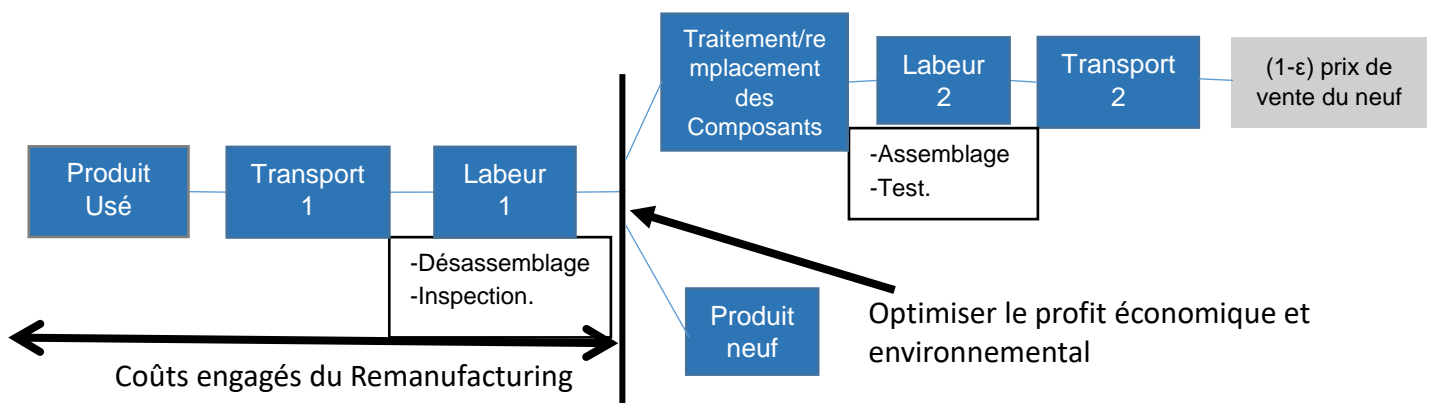 Produit
Usé
Transport
1
Labeur
1
-Désassemblage
-Inspection.
Coûts engagés du Remanufacturing
Traitement/re
mplacement
des
Composants
Labeur
2
-Assemblage
-Test.
Transport
2
(1-ε) prix de
vente du neuf
Produit
neuf
Optimiser le profit économique et
environnemental